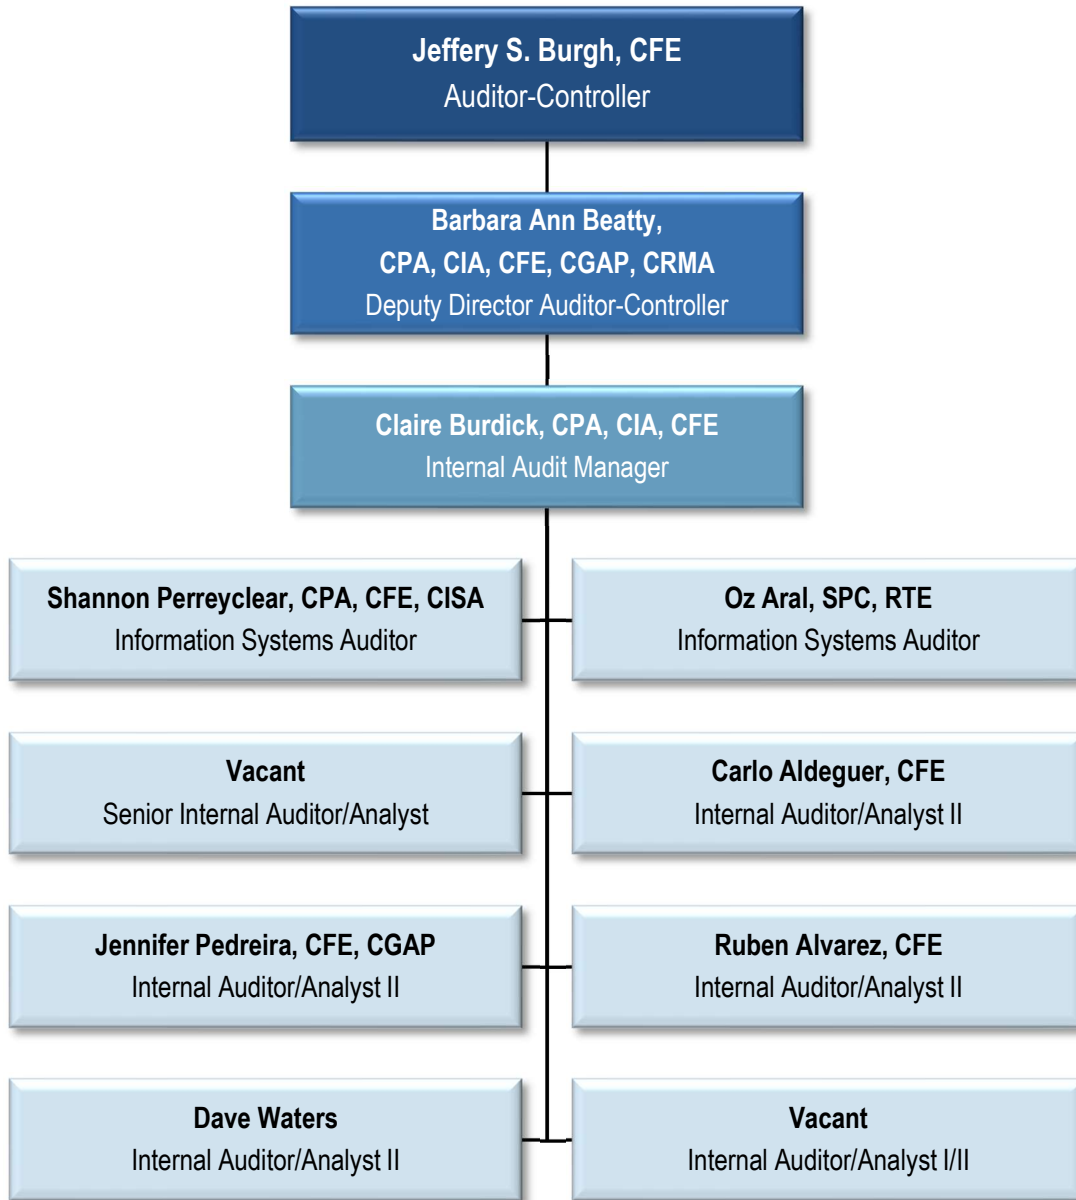 Jeffery S. Burgh, CFE
Auditor-Controller
Barbara Ann Beatty,
CPA, CIA, CFE, CGAP, CRMA
Deputy Director Auditor-Controller
Claire Burdick, CPA, CIA, CFE
Internal Audit Manager
Shannon Perreyclear, CPA, CFE, CISA
Information Systems Auditor
Oz Aral, SPC, RTE
Information Systems Auditor
Vacant
Senior Internal Auditor/Analyst
Carlo Aldeguer, CFE
Internal Auditor/Analyst II
Jennifer Pedreira, CFE, CGAP
Internal Auditor/Analyst II
Ruben Alvarez, CFE
Internal Auditor/Analyst II
Dave Waters
Internal Auditor/Analyst II
Vacant
Internal Auditor/Analyst I/II